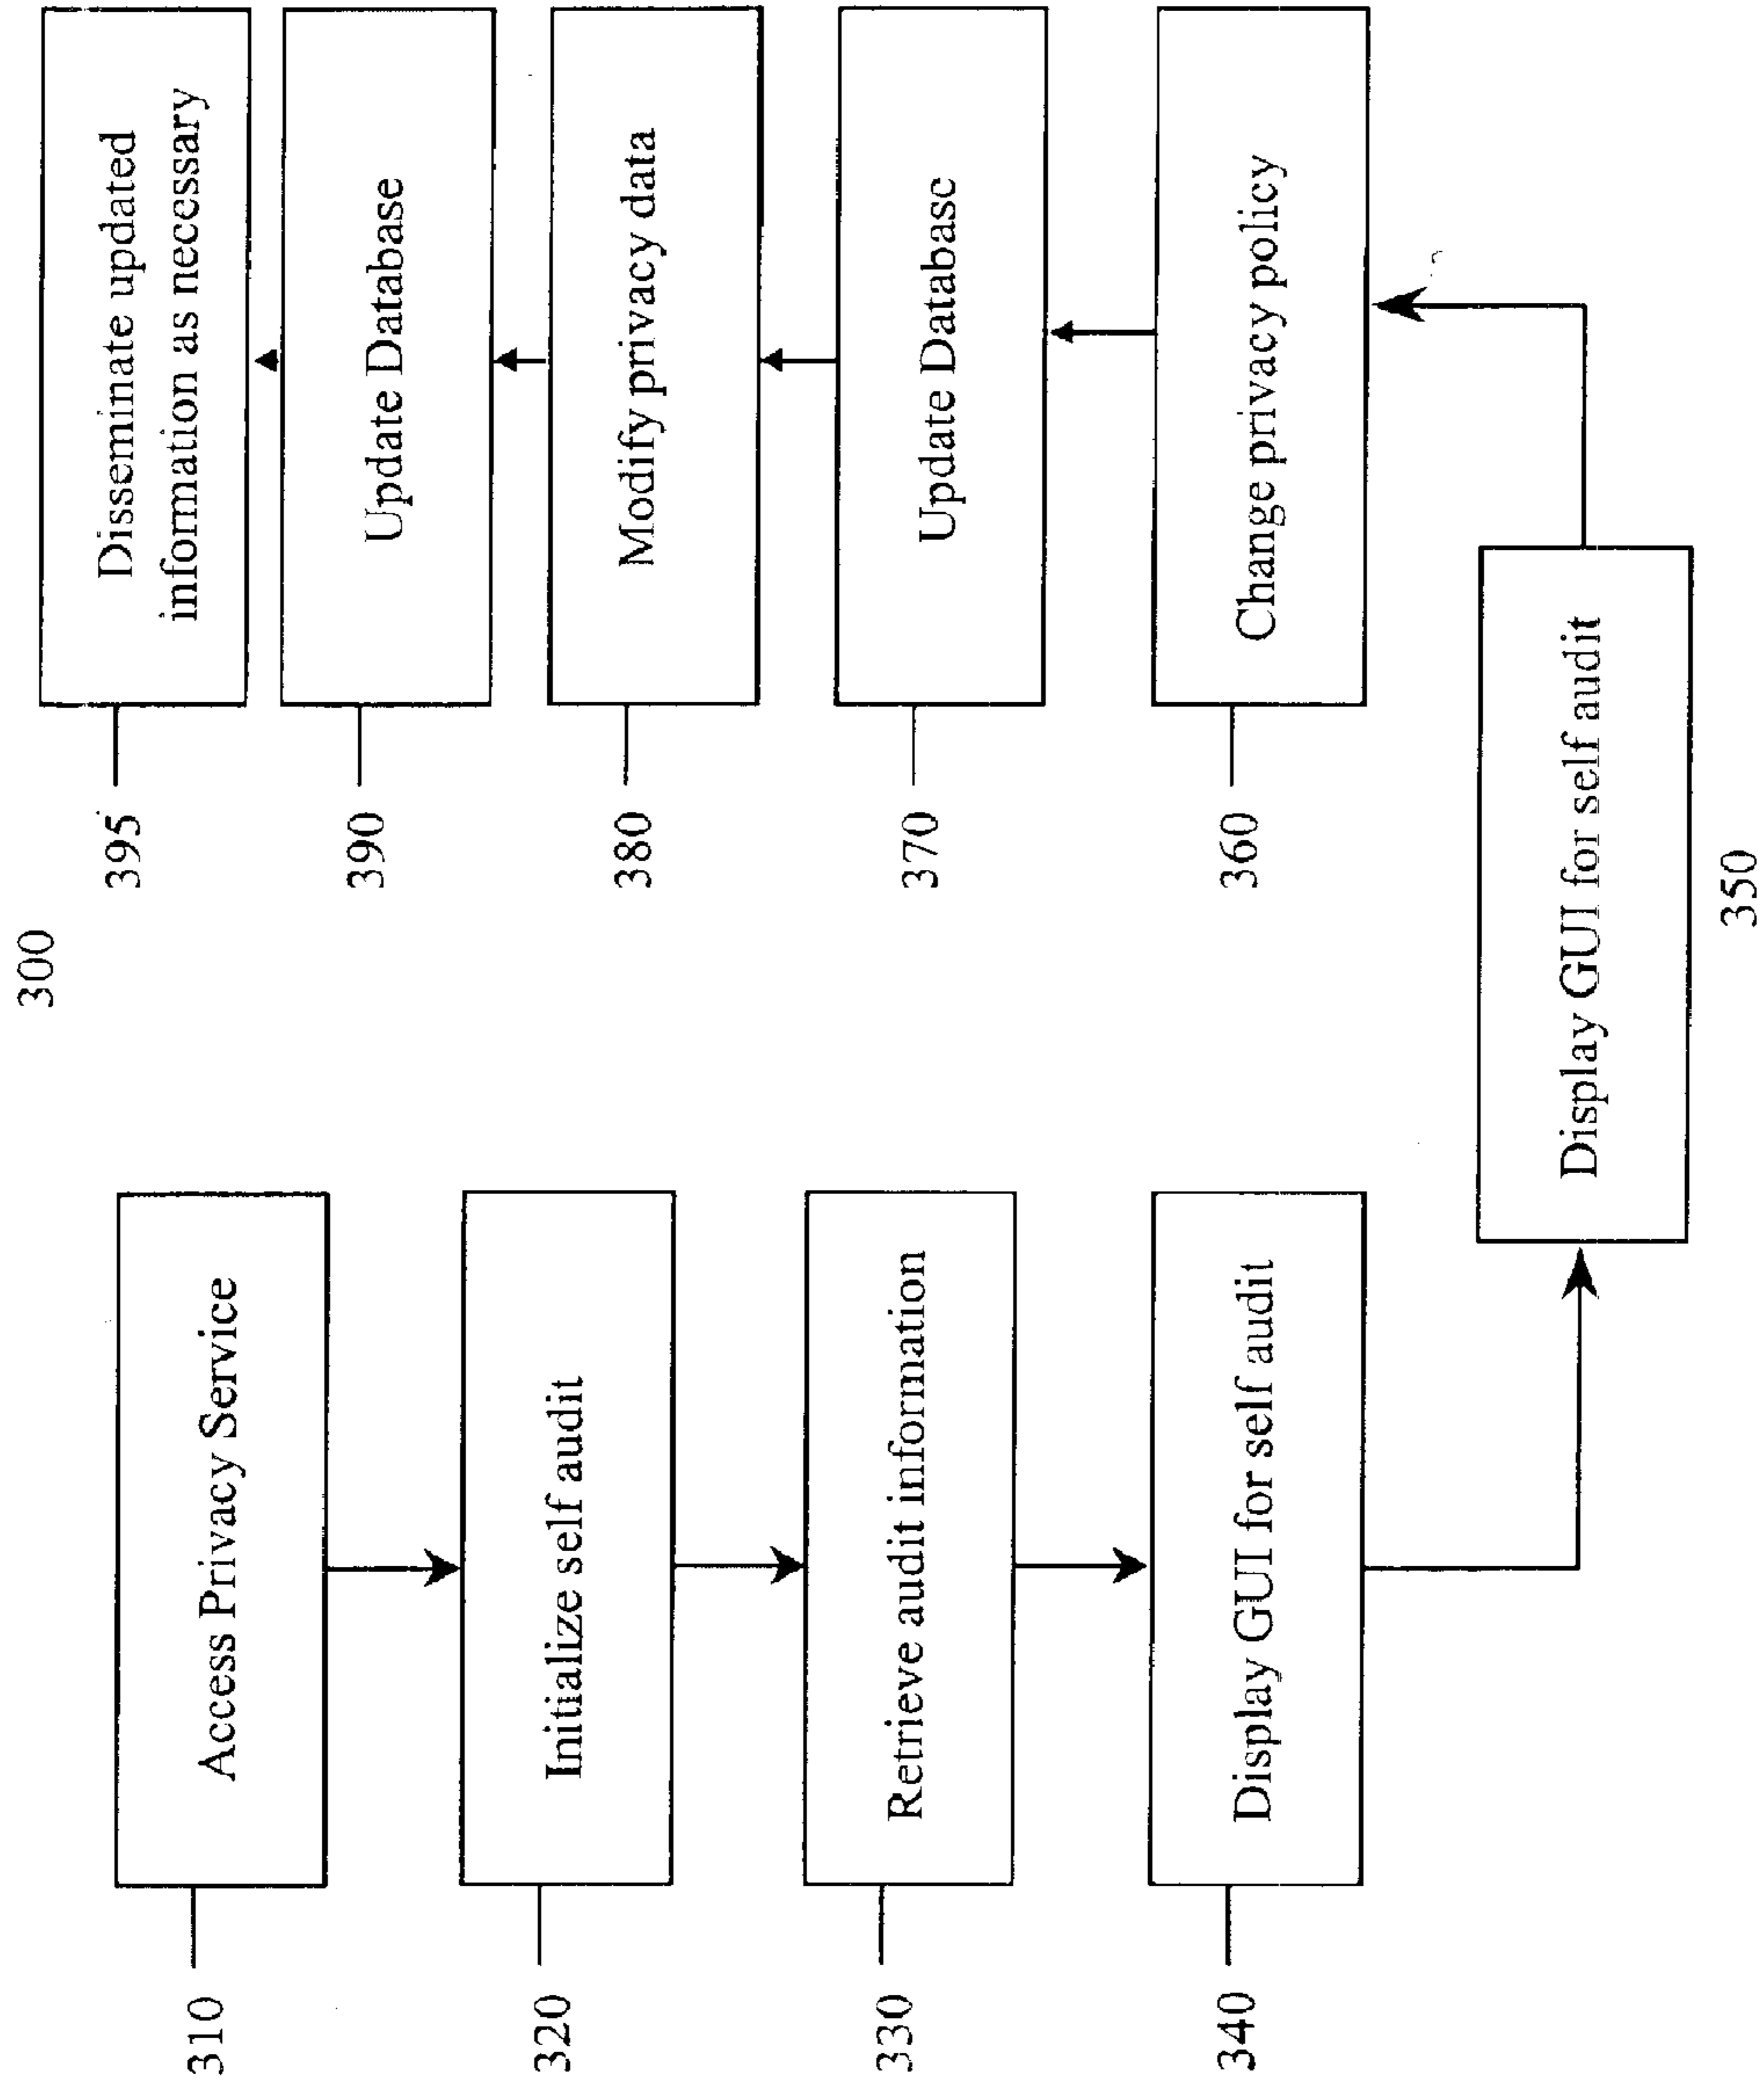 300
310
Access Privacy Service
320
Initialize self audit
330
Retrieve audit information
340
Display GUI for self audit
350
Display GUI for self audit
360
Change privacy policy
370
Update Database
380
Modify privacy data
390
Update Database
395
Disseminate updated
information as necessary